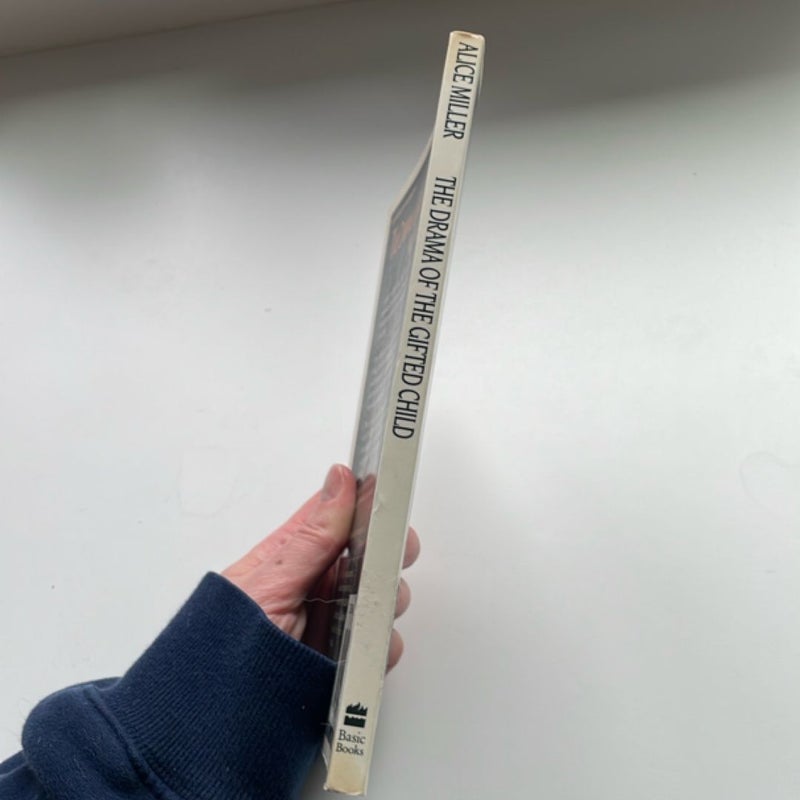 ALICE MILLER
THE DRAMA OF THE GIFTED CHILD
Basic
Books